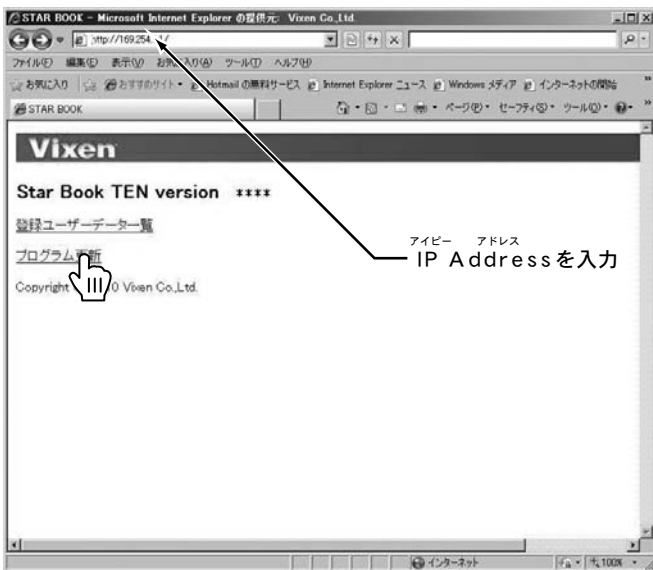 STAR BOOK - Microsoft Internet Explorer の提供元: Vixen Co.,Ltd.
http://169.254. .1/
ファイル(F) 編集(E) 表示(V) お気に入り(A) ツール(T) ヘルプ(H)
お気に入り おすすめサイト Hotmail の無料サービス Internet Explorer ニュース Windows メディア インターネットの開始
STAR BOOK ページ(P) セーフティ(S) ツール(O)
Vixen
Star Book TEN version ****
登録ユーザーデータ一覧
プログラム更新
アイピー アドレス
IP Addressを入力
Copyright Vixen Co.,Ltd.
インターネット 100%